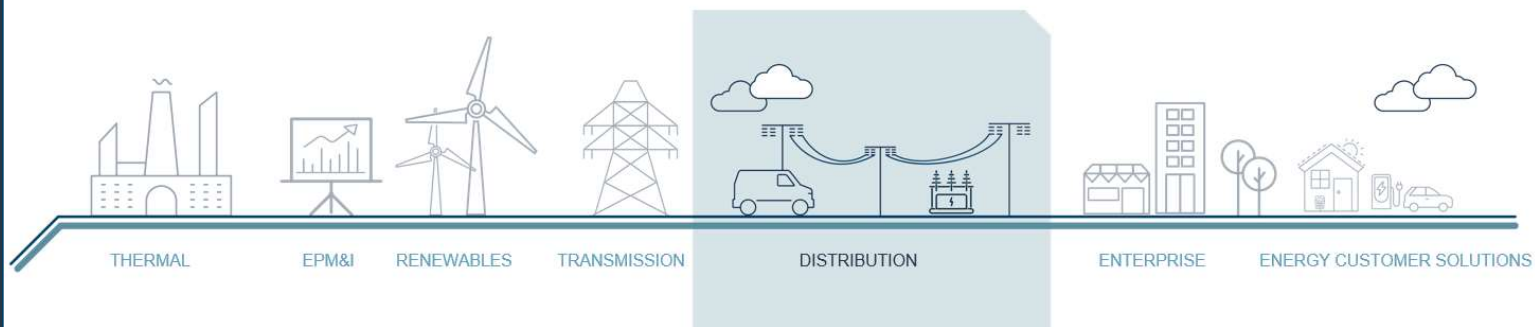 THERMAL
EPM&I
RENEWABLES
TRANSMISSION
DISTRIBUTION
ENTERPRISE
ENERGY CUSTOMER SOLUTIONS